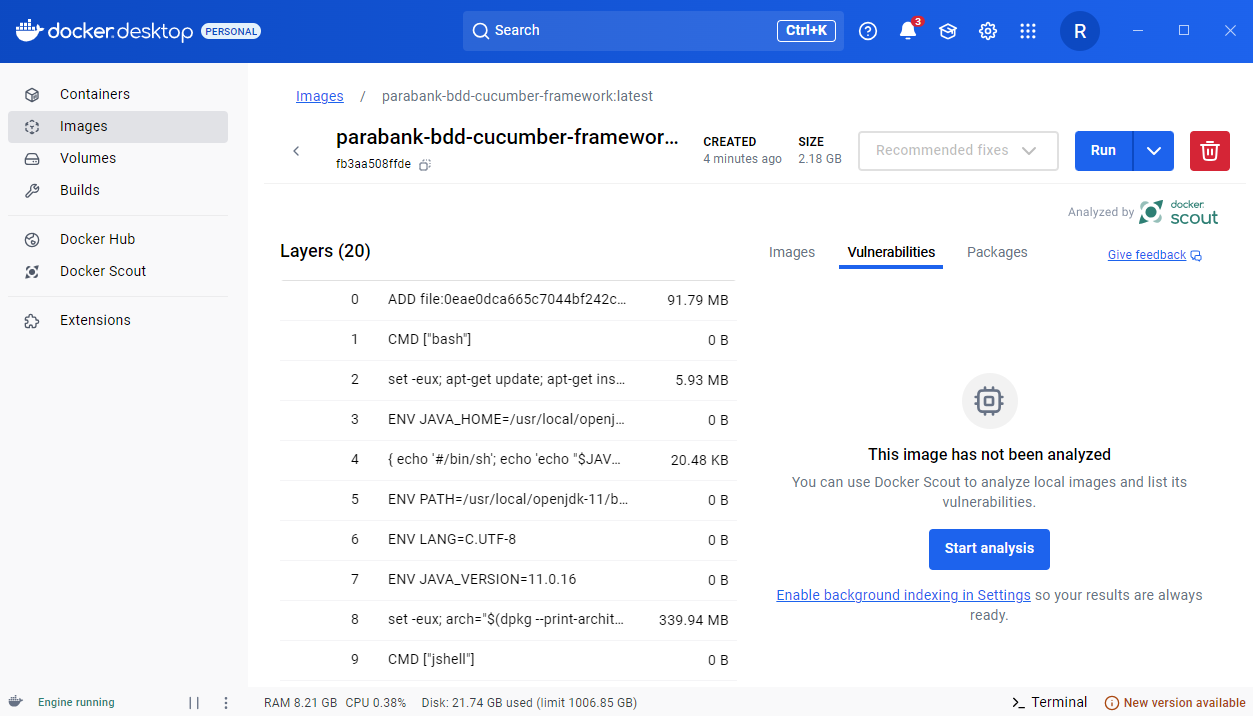 docker.desktop PERSONAL
Search
Ctrl+K
3
R
Containers
Images
Volumes
Builds
Docker Hub
Docker Scout
Extensions
Images / parabank-bdd-cucumber-framework:latest
parabank-bdd-cucumber-framewor...
fb3aa508ffde
CREATED
4 minutes ago
SIZE
2.18 GB
Recommended fixes
Run
Analyzed by docker scout
Layers (20)
Images
Vulnerabilities
Packages
Give feedback
0 ADD file:0eae0dca665c7044bf242c... 91.79 MB
1 CMD ["bash"] 0 B
2 set -eux; apt-get update; apt-get ins... 5.93 MB
3 ENV JAVA_HOME=/usr/local/openj... 0 B
4 { echo '#/bin/sh'; echo 'echo "$JAV... 20.48 KB
5 ENV PATH=/usr/local/openjdk-11/b... 0 B
6 ENV LANG=C.UTF-8 0 B
7 ENV JAVA_VERSION=11.0.16 0 B
8 set -eux; arch="$(dpkg --print-archit... 339.94 MB
9 CMD ["jshell"] 0 B
This image has not been analyzed
You can use Docker Scout to analyze local images and list its
vulnerabilities.
Start analysis
Enable background indexing in Settings so your results are always
ready.
Engine running
RAM 8.21 GB CPU 0.38% Disk: 21.74 GB used (limit 1006.85 GB)
Terminal
New version available